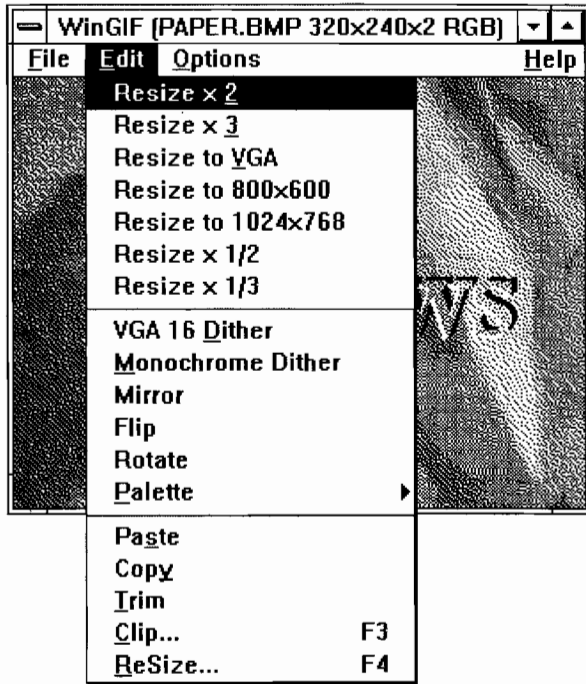 WinGIF (PAPER.BMP 320x240x2 RGB)
File Edit Options Help
Resize x 2
Resize x 3
Resize to VGA
Resize to 800x600
Resize to 1024x768
Resize x 1/2
Resize x 1/3
WS
VGA 16 Dither
Monochrome Dither
Mirror
Flip
Rotate
Palette
Paste
Copy
Trim
Clip... F3
ReSize... F4